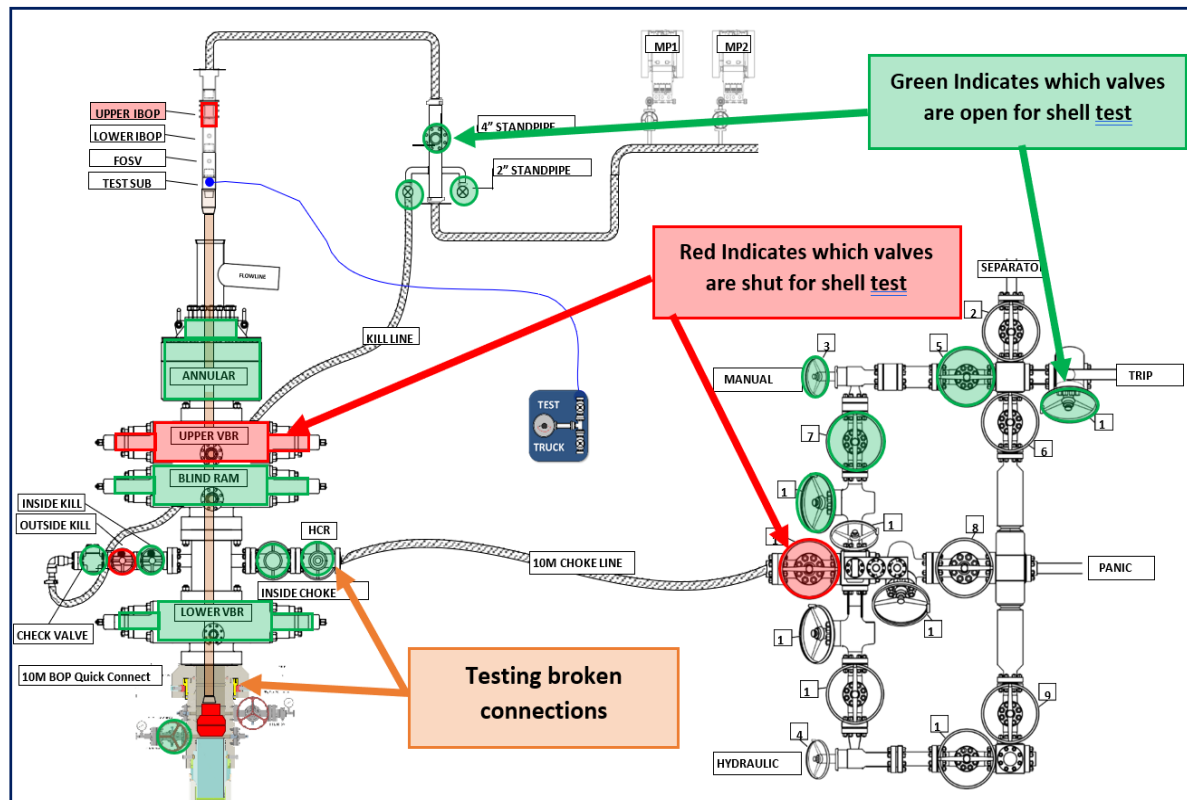 MP1
MP2
Green Indicates which valves
are open for shell test
UPPER IBOP
LOWER IBOP
FOSV
TEST SUB
4" STANDPIPE
2" STANDPIPE
Red Indicates which valves
are shut for shell test
FLOWLINE
SEPARATO
2
KILL LINE
ANNULAR
3
5
MANUAL
TRIP
TEST
TRUCK
1
UPPER VBR
7
6
BLIND RAM
INSIDE KILL
OUTSIDE KILL
1
1
HCR
8
10M CHOKE LINE
PANIC
INSIDE CHOKE
LOWER VBR
CHECK VALVE
1
1
10M BOP Quick Connect
Testing broken
connections
1
9
4
1
HYDRAULIC